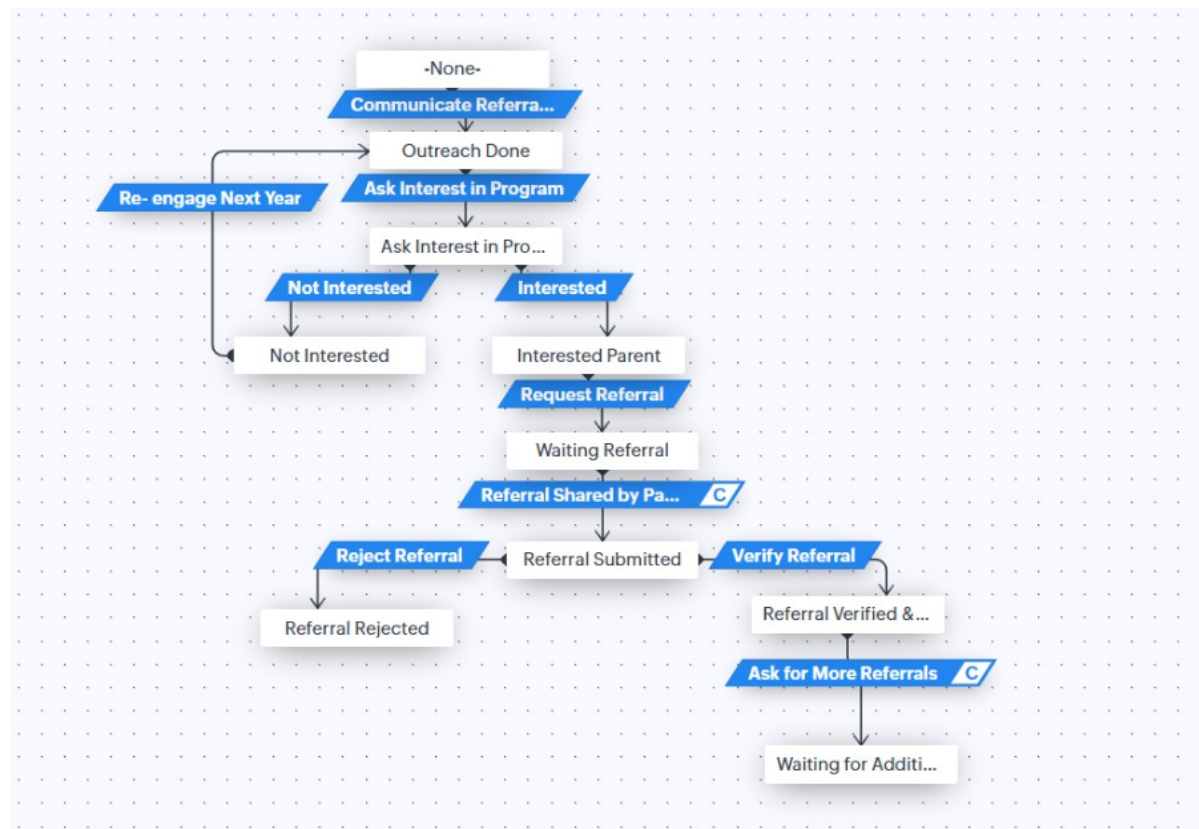 -None-
Communicate Referra...
Outreach Done
Re- engage Next Year
Ask Interest in Program
Ask Interest in Pro...
Not Interested
Interested
Not Interested
Interested Parent
Request Referral
Waiting Referral
Referral Shared by Pa...
C
Reject Referral
Referral Submitted
Verify Referral
Referral Verified &...
Referral Rejected
Ask for More Referrals
C
Waiting for Additi...